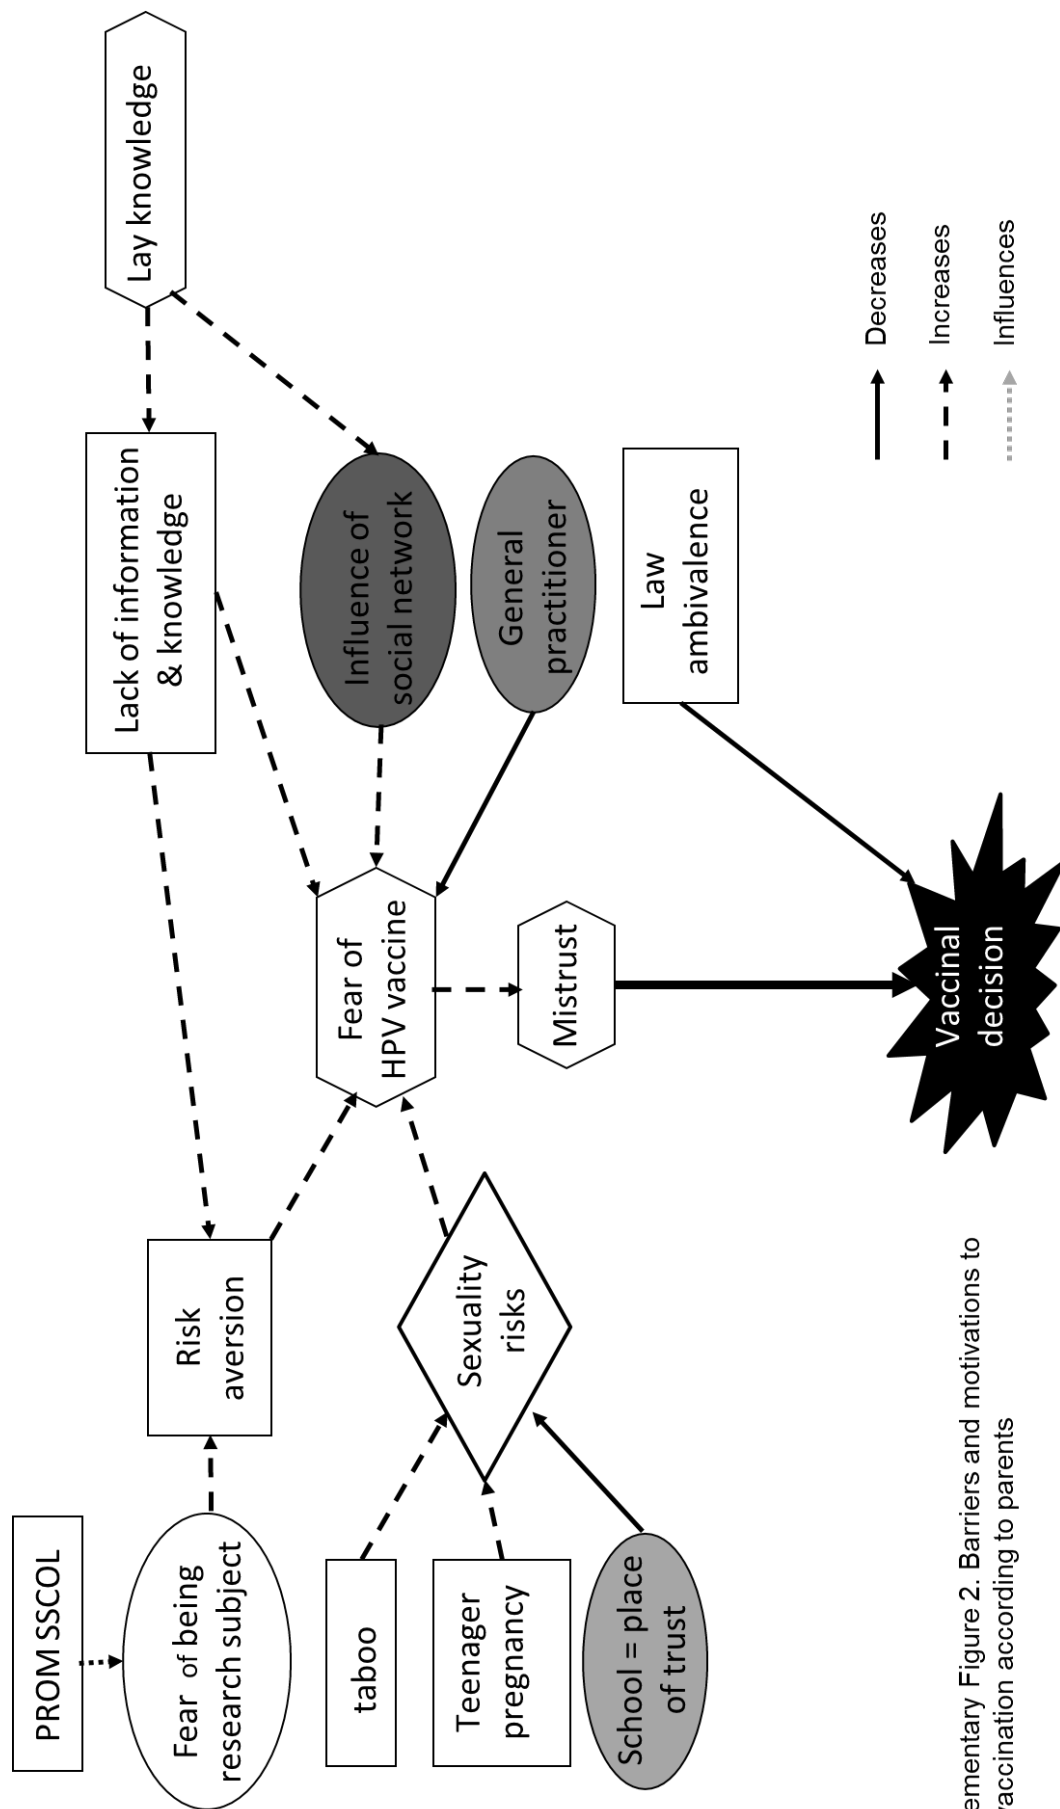 PROM SSCOL
Fear of being
research subject
Risk
aversion
Lack of information
& knowledge
Lay knowledge
taboo
Teenager
pregnancy
School = place
of trust
Sexuality
risks
Fear of
HPV vaccine
Mistrust
Influence of
social network
General
practitioner
Law
ambivalence
Vaccinal
decision
Decreases
Increases
Influences
ementary Figure 2. Barriers and motivations to
vaccination according to parents